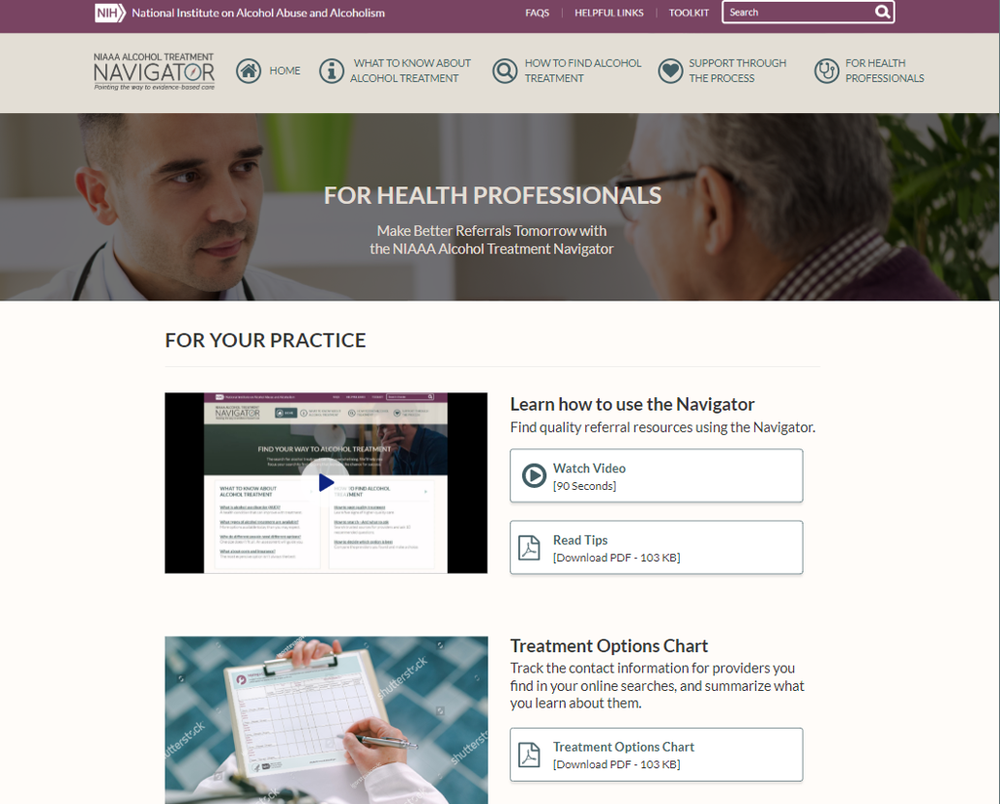 NIH National Institute on Alcohol Abuse and Alcoholism
FAQS
HELPFUL LINKS
TOOLKIT
Search
NIAAA ALCOHOL TREATMENT
NAVIGATOR
Pointing the way to evidence-based care
HOME
WHAT TO KNOW ABOUT
ALCOHOL TREATMENT
HOW TO FIND ALCOHOL
TREATMENT
SUPPORT THROUGH
THE PROCESS
FOR HEALTH
PROFESSIONALS
FOR HEALTH PROFESSIONALS
Make Better Referrals Tomorrow with
the NIAAA Alcohol Treatment Navigator
FOR YOUR PRACTICE
NAVIGATOR
FIND YOUR WAY TO ALCOHOL TREATMENT
WHAT TO KNOW ABOUT
ALCOHOL TREATMENT
TO FIND ALCOHOL
Learn how to use the Navigator
Find quality referral resources using the Navigator.
Watch Video
[90 Seconds]
Read Tips
[Download PDF - 103 KB]
shutterstock
shutterstock
Treatment Options Chart
Track the contact information for providers you
find in your online searches, and summarize what
you learn about them.
Treatment Options Chart
[Download PDF - 103 KB]